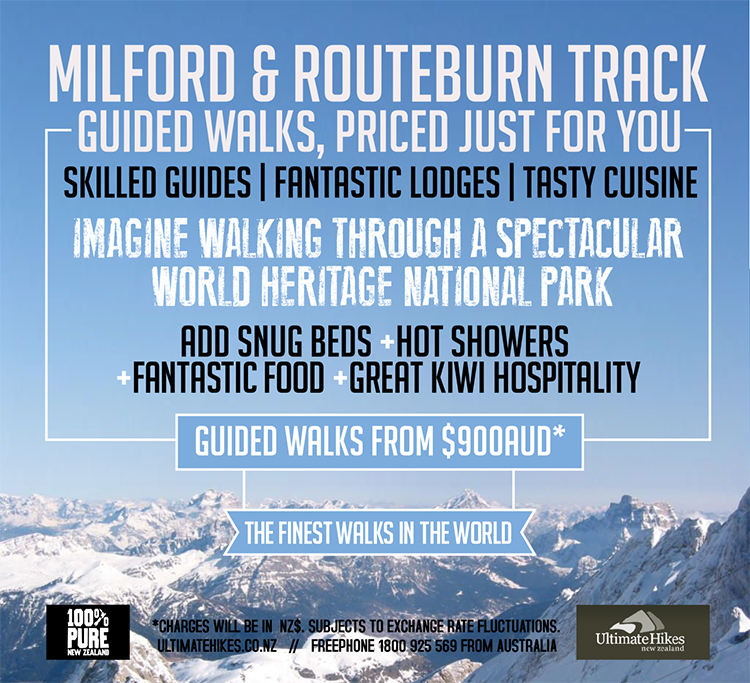 MILFORD & ROUTEBURN TRACK
GUIDED WALKS, PRICED JUST FOR YOU
SKILLED GUIDES | FANTASTIC LODGES | TASTY CUISINE
IMAGINE WALKING THROUGH A SPECTACULAR
WORLD HERITAGE NATIONAL PARK
ADD SNUG BEDS +HOT SHOWERS
+FANTASTIC FOOD +GREAT KIWI HOSPITALITY
GUIDED WALKS FROM $900AUD*
THE FINEST WALKS IN THE WORLD
100%
PURE
NEW ZEALAND
*CHARGES WILL BE IN NZ$. SUBJECTS TO EXCHANGE RATE FLUCTUATIONS.
ULTIMATEHIKES.CO.NZ // FREEPHONE 1800 925 569 FROM AUSTRALIA
UltimateHikes
new zealand